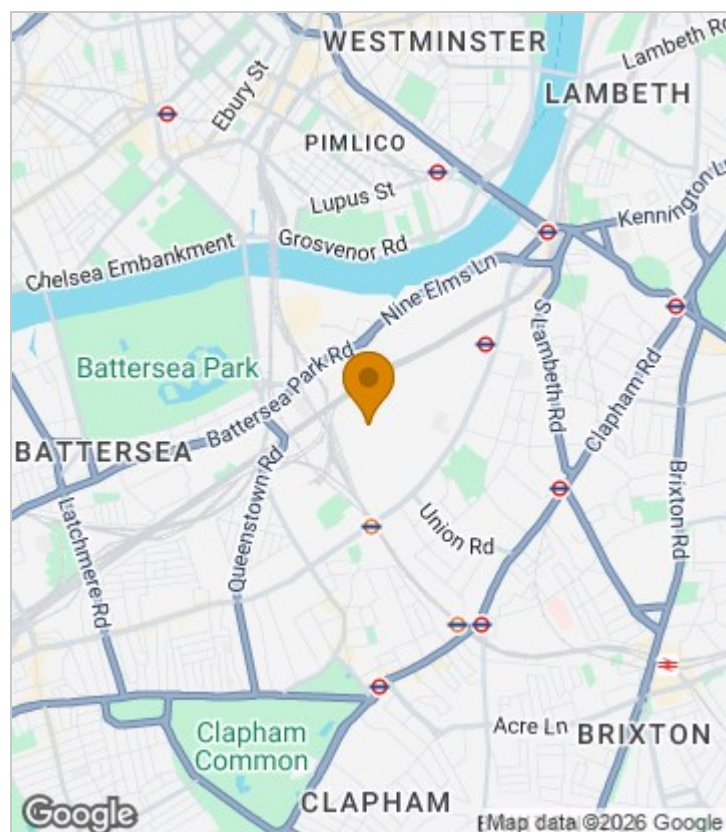 WESTMINSTER
Lambeth Rd
Ebury St
LAMBETH
PIMLICO
Lupus St
Kennington Ln
Grosvenor Rd
Chelsea Embankment
Nine Elms Ln
S Lambeth Rd
Battersea Park
Battersea Park Rd
Clapham Rd
BATTERSEA
Brixton Rd
Queenstown Rd
Union Rd
Latchmere Rd
Acre Ln
BRIXTON
Clapham
Common
CLAPHAM
Google
Map data ©2026 Google